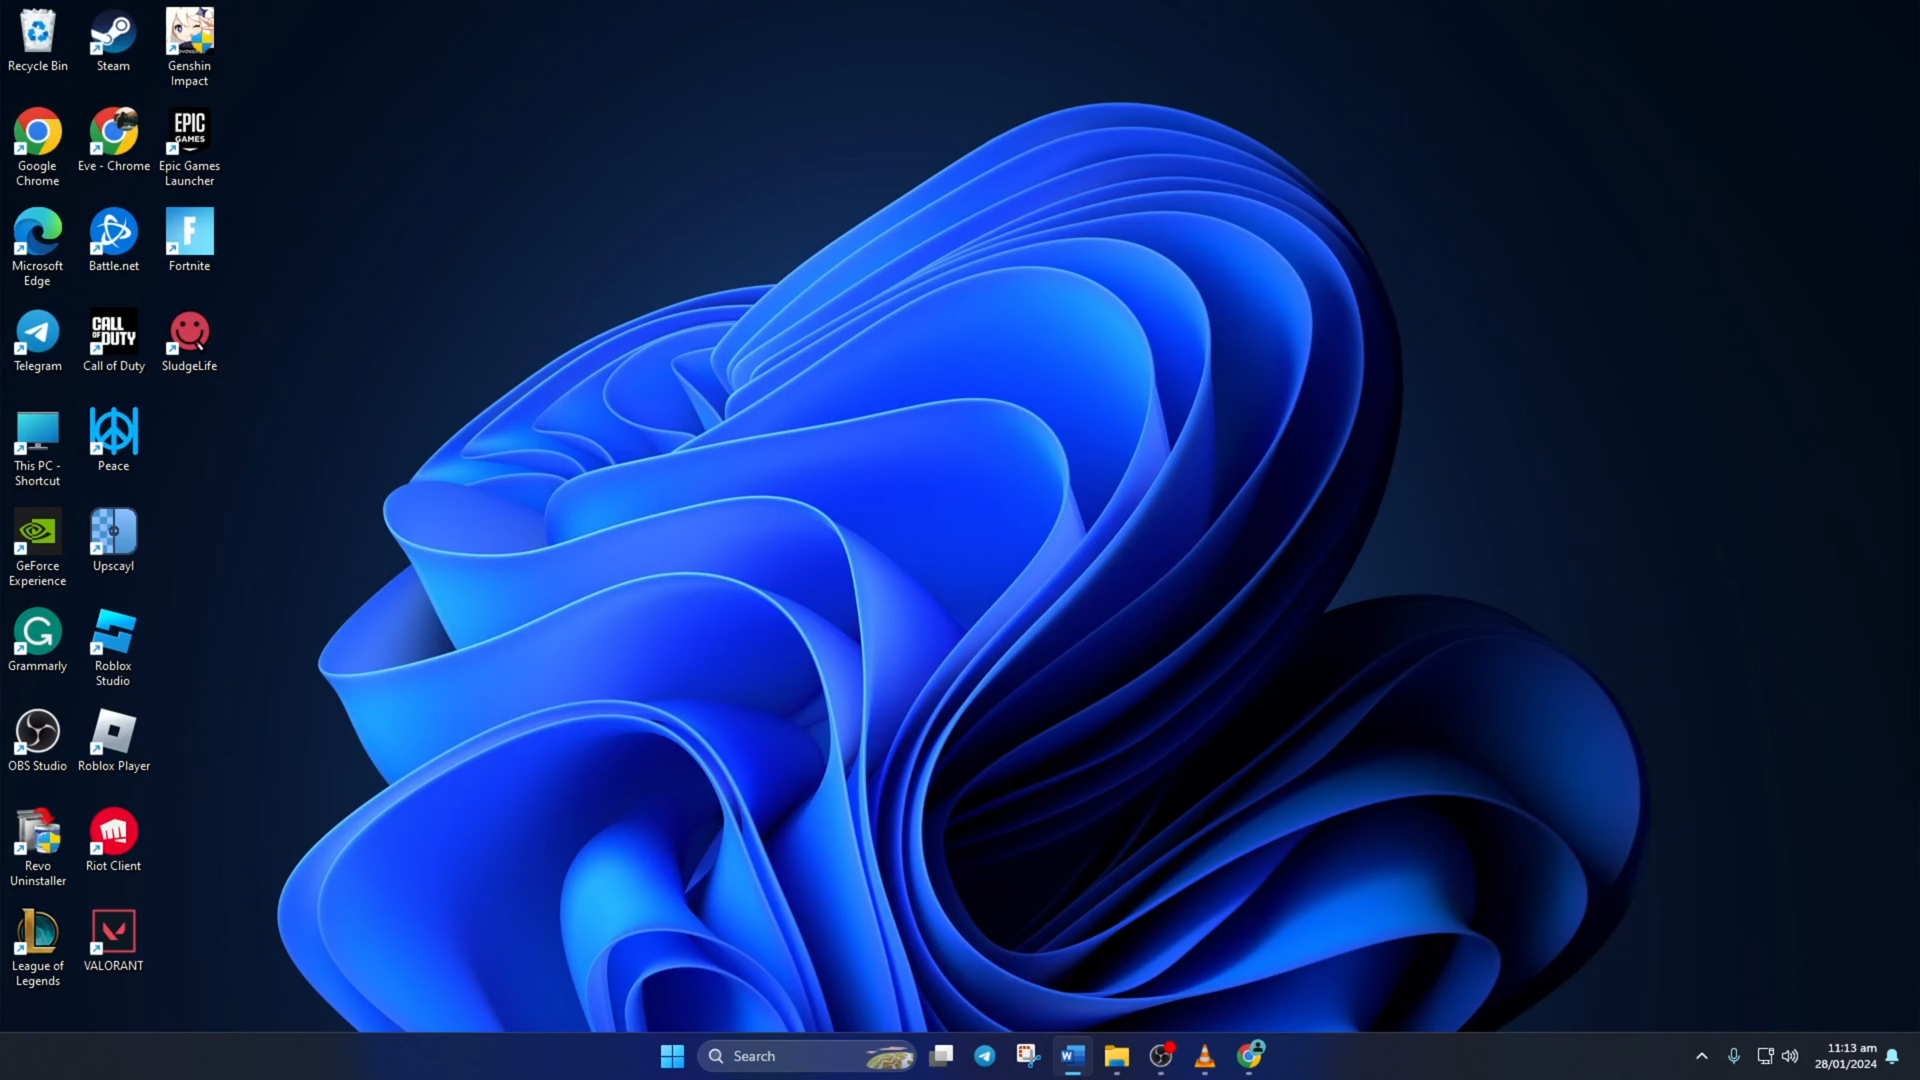 Recycle Bin
Steam
Genshin
Impact
Google
Chrome
Eve - Chrome
EPIC
GAMES
Epic Games
Launcher
Microsoft
Edge
Battle.net
F
Fortnite
Telegram
CALL
OF DUTY
Call of Duty
SludgeLife
This PC -
Shortcut
Peace
GeForce
Experience
Upscayl
Grammarly
Roblox
Studio
OBS Studio
Roblox Player
Revo
Uninstaller
Riot Client
League of
Legends
VALORANT
Search
W
11:13 am
28/01/2024